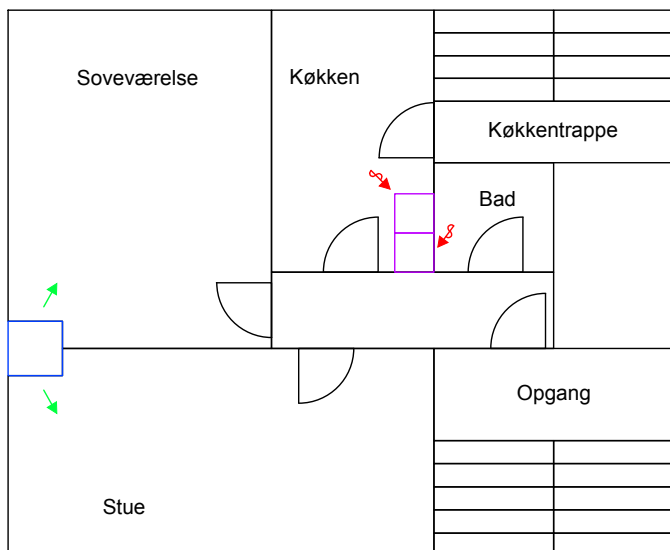 Soveværelse
Køkken
Køkkentrappe
Bad
Opgang
Stue